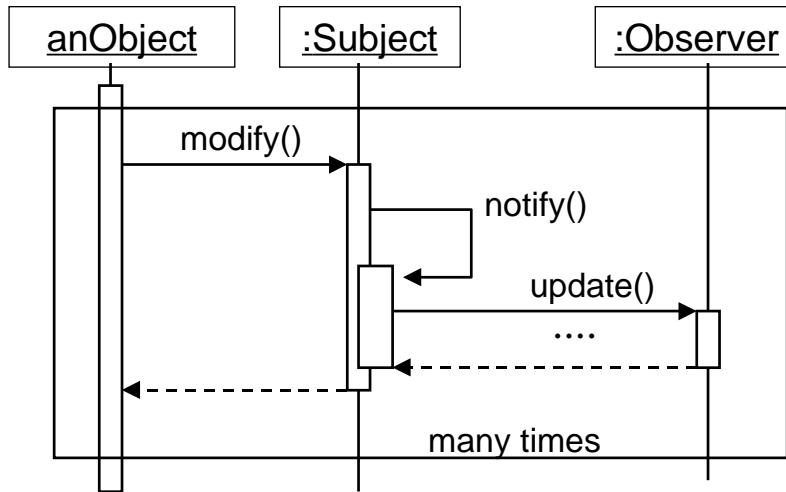 anObject
:Subject
:Observer
modify()
notify()
update()
....
many times